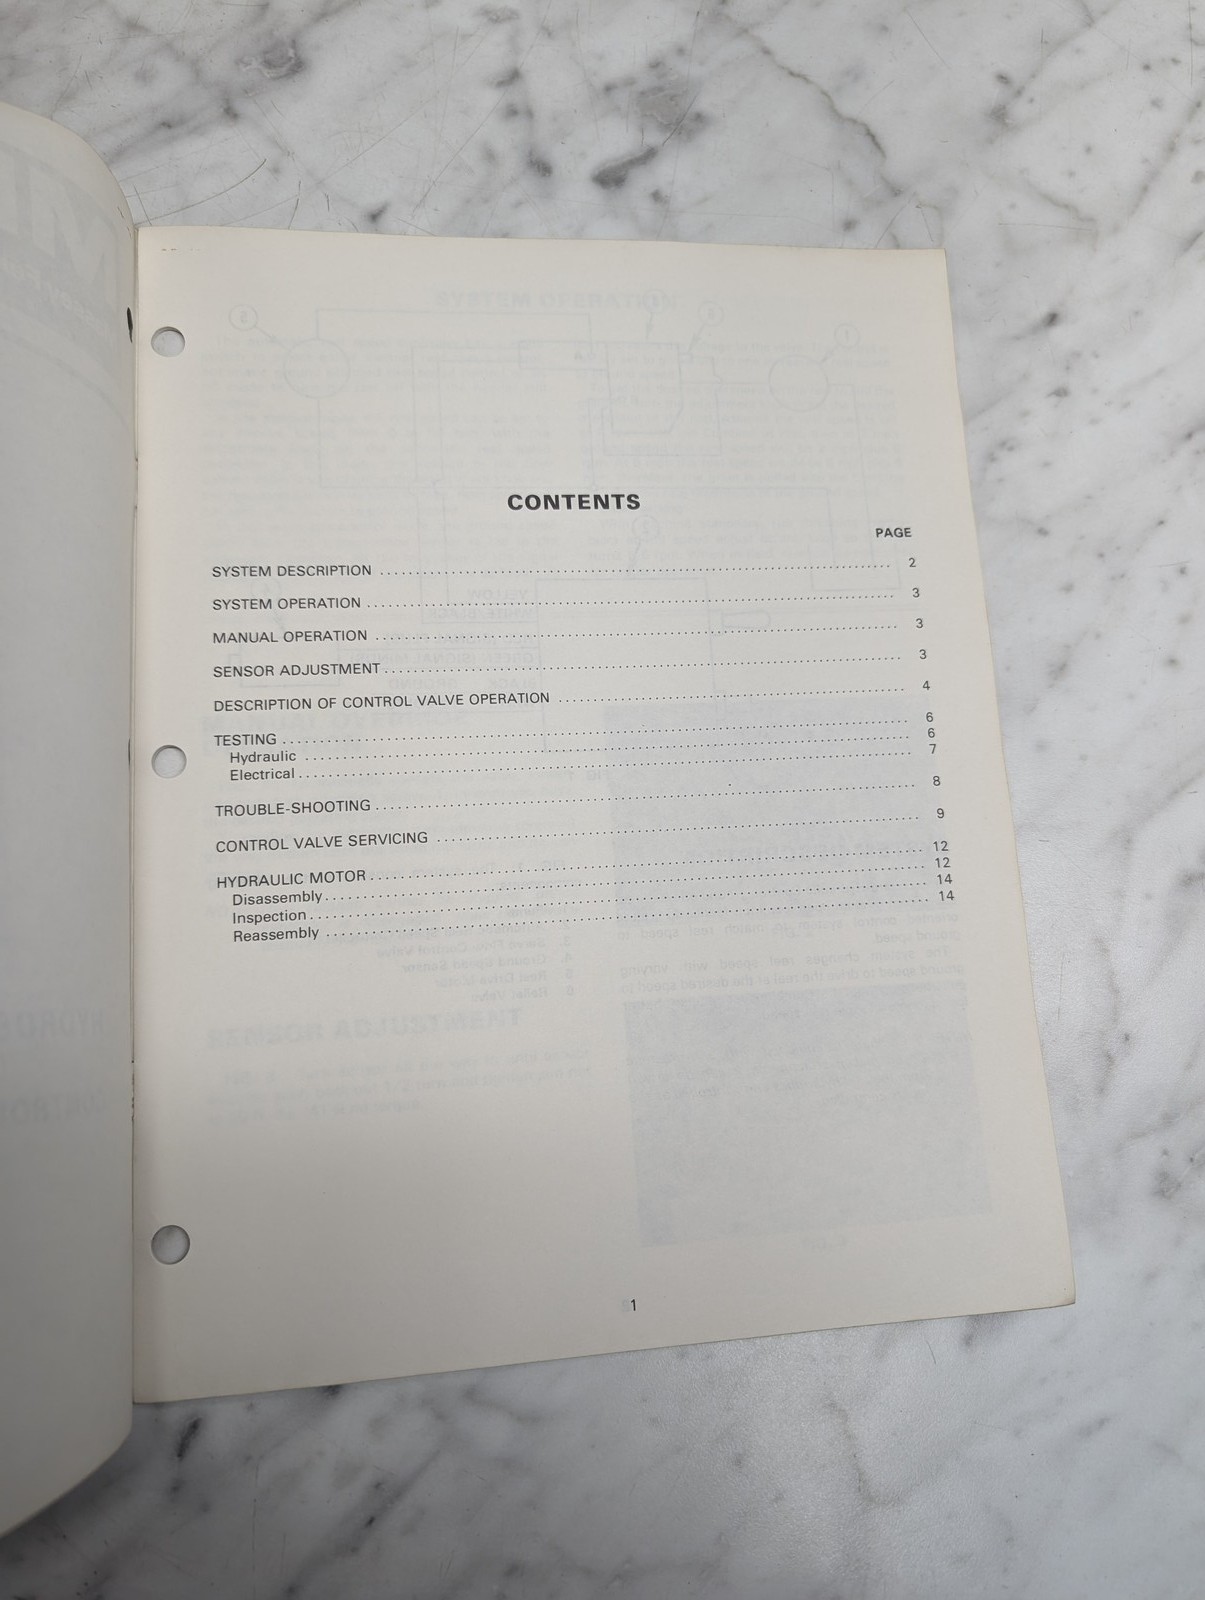 CONTENTS
PAGE
SYSTEM DESCRIPTION 2
SYSTEM OPERATION 3
MANUAL OPERATION 3
SENSOR ADJUSTMENT 3
DESCRIPTION OF CONTROL VALVE OPERATION 4
TESTING 6
Hydraulic 6
Electrical 7
TROUBLE-SHOOTING 8
CONTROL VALVE SERVICING 9
HYDRAULIC MOTOR 12
Disassembly 12
Inspection 14
Reassembly 14
1